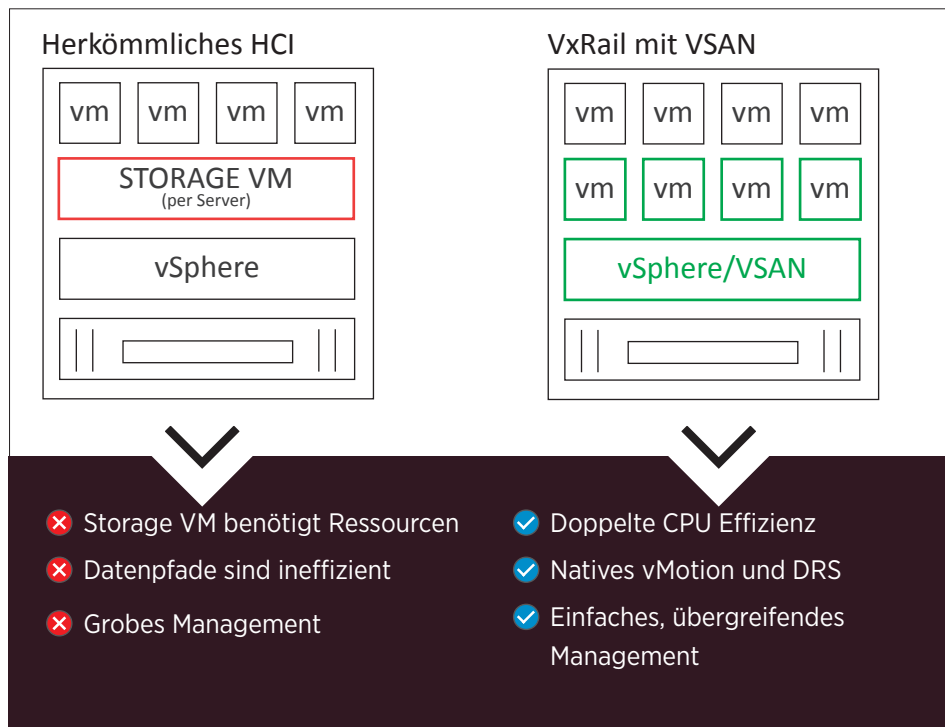 Herkömmliches HCI
vm vm vm vm
STORAGE VM
(per Server)
vSphere
VxRail mit VSAN
vm vm vm vm
vm vm vm vm
vSphere/VSAN
Storage VM benötigt Ressourcen
Datenpfade sind ineffizient
Grobes Management
Doppelte CPU Effizienz
Natives vMotion und DRS
Einfaches, übergreifendes
Management